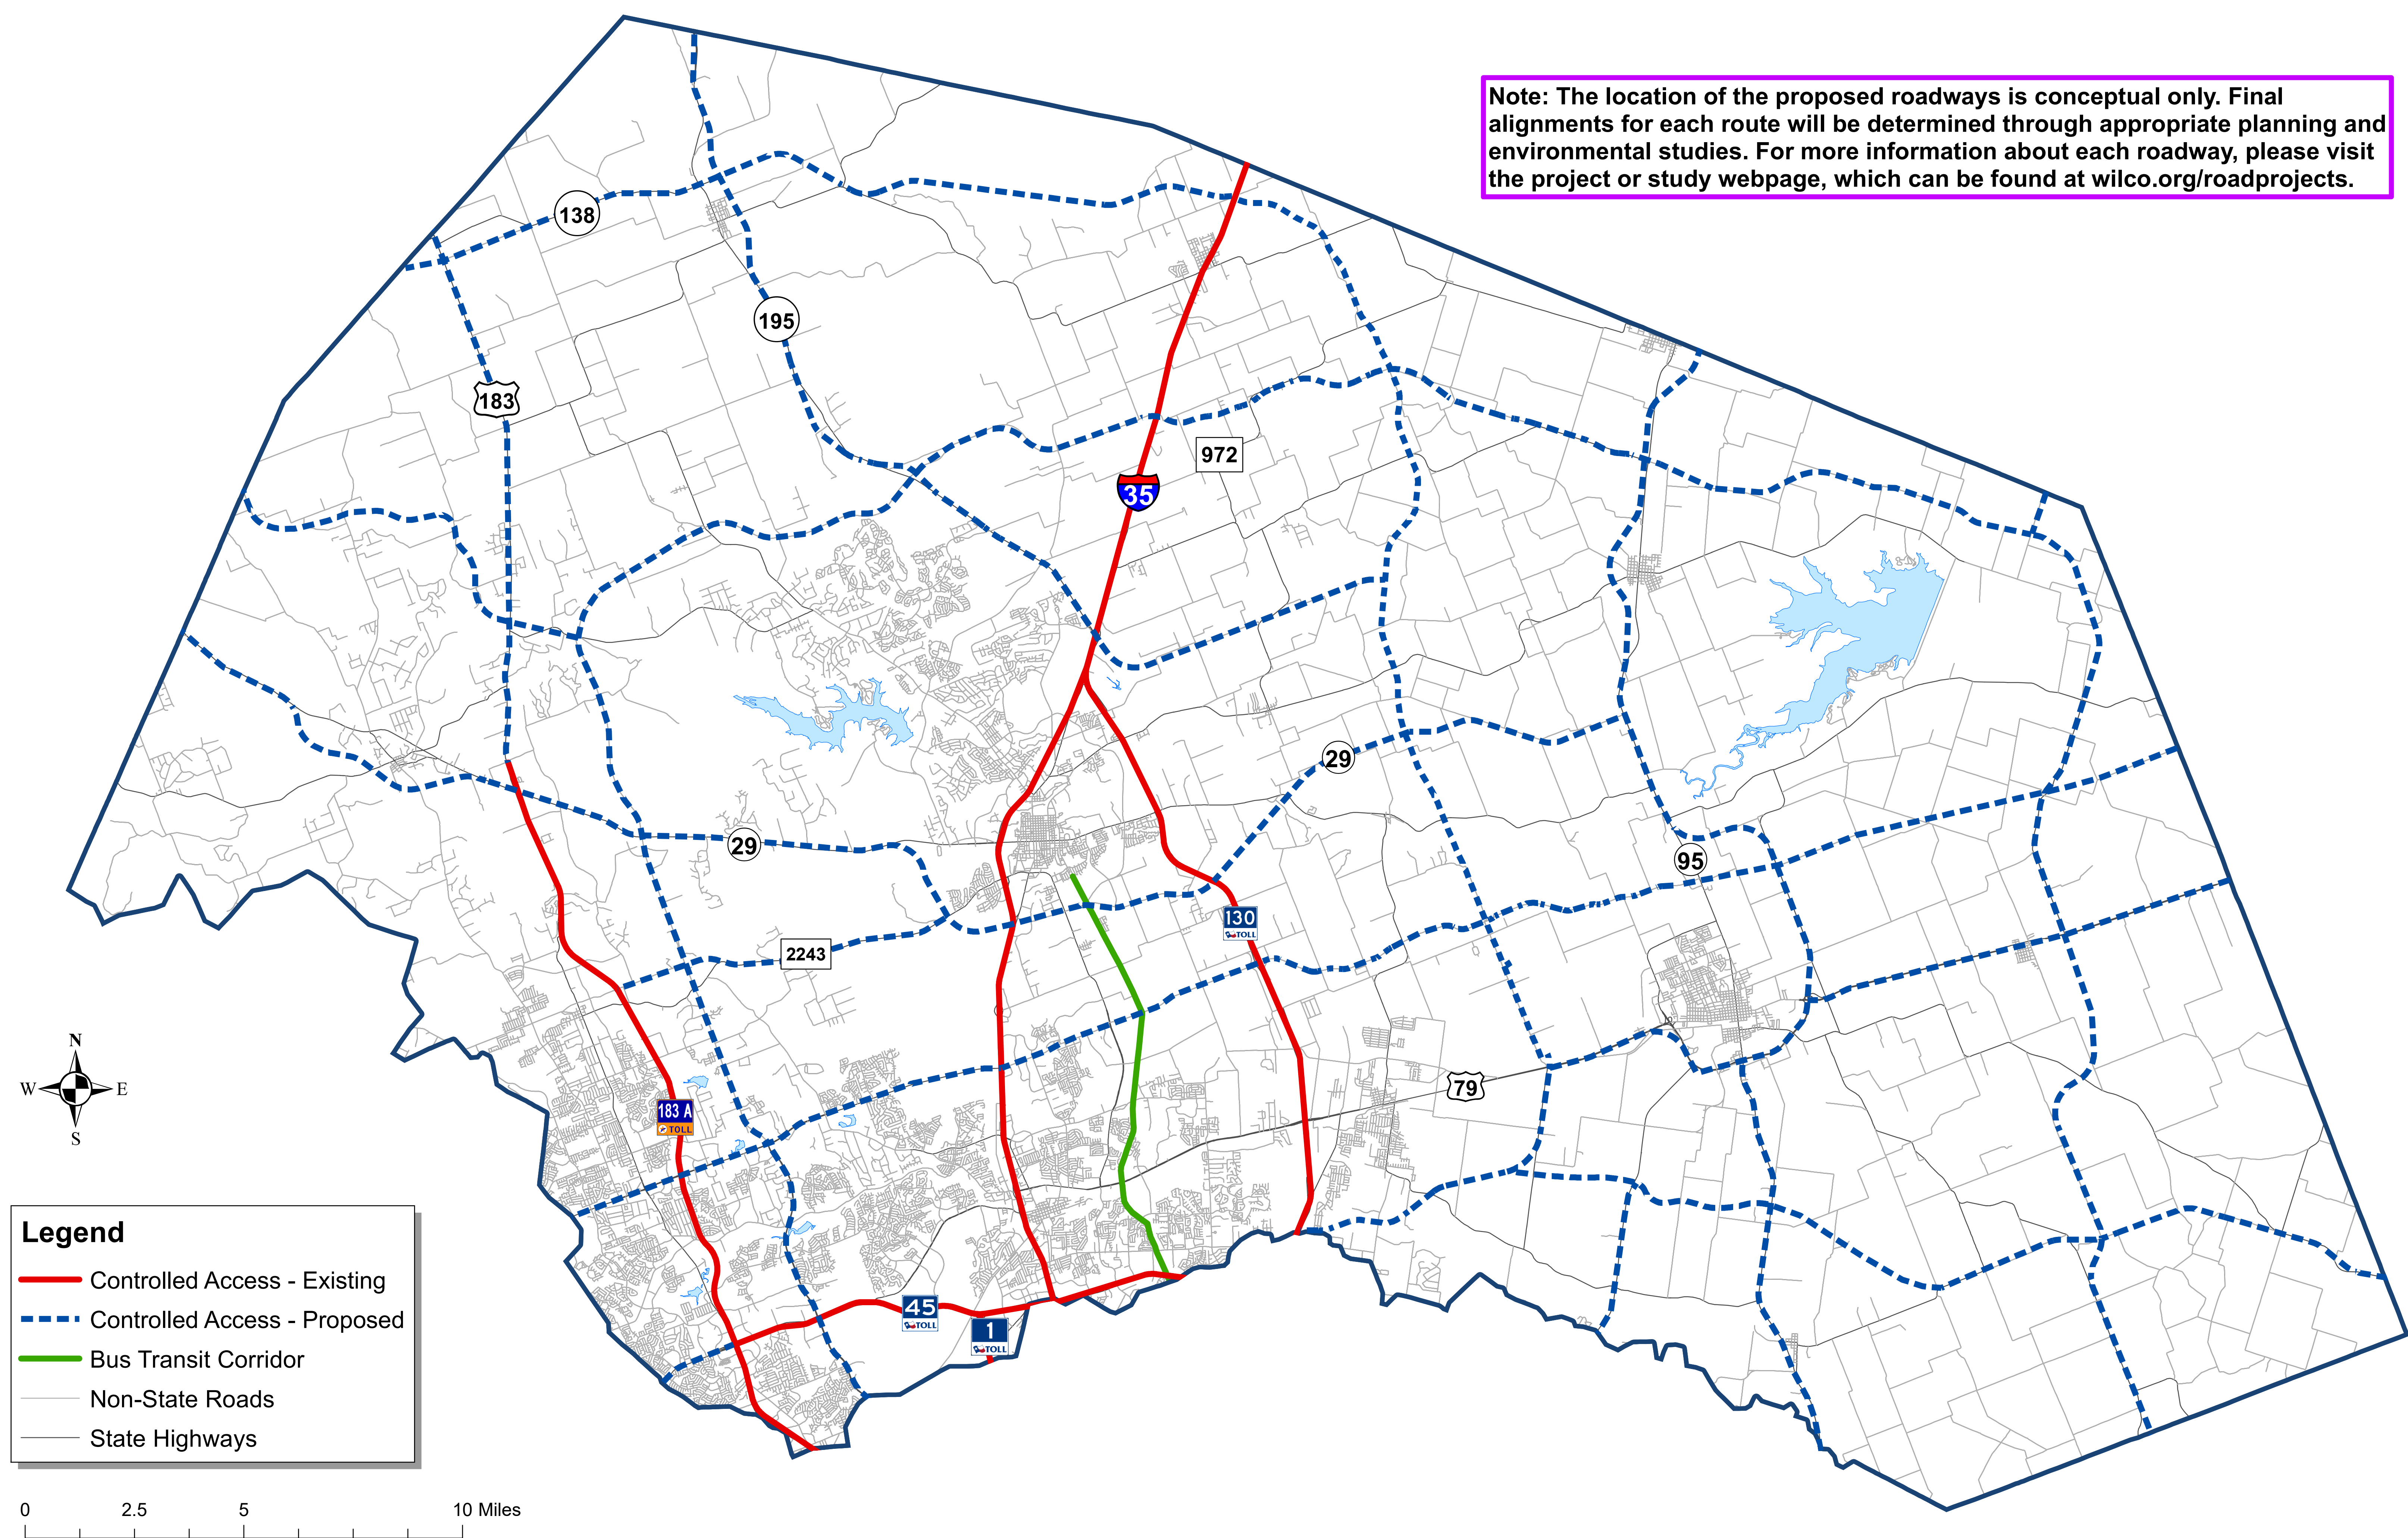 Note: The location of the proposed roadways is conceptual only. Final
alignments for each route will be determined through appropriate planning and
environmental studies. For more information about each roadway, please visit
the project or study webpage, which can be found at wilco.org/roadprojects.
138
195
183
972
35
29
29
95
130
TOLL
2243
79
183 A
TOLL
45
TOLL
1
TOLL
N
W
E
S
Legend
Controlled Access - Existing
Controlled Access - Proposed
Bus Transit Corridor
Non-State Roads
State Highways
0 2.5 5 10 Miles